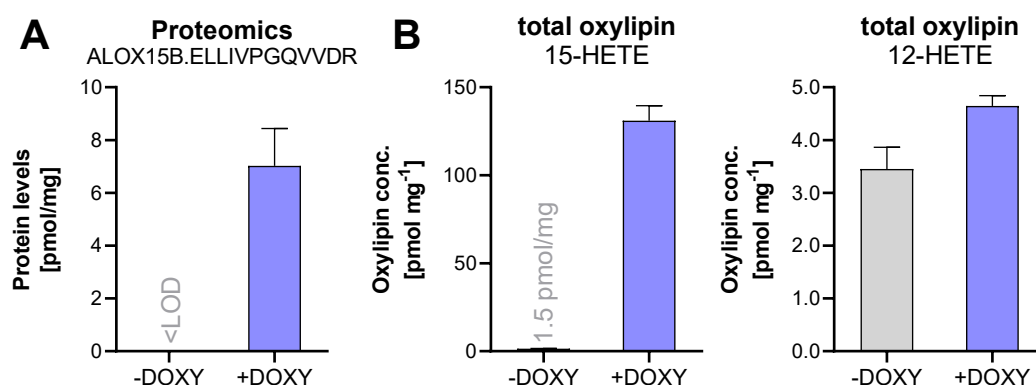 A
Proteomics
ALOX15B.ELLIVPGQVVDR
Protein levels
[pmol/mg]
10
8
6
4
2
0
<LOD
-DOXY
+DOXY
B
total oxylipin
15-HETE
Oxylipin conc.
[pmol mg-1]
150
100
50
0
1.5 pmol/mg
-DOXY
+DOXY
total oxylipin
12-HETE
Oxylipin conc.
[pmol mg-1]
5.0
4.0
3.0
2.0
1.0
0.0
-DOXY
+DOXY